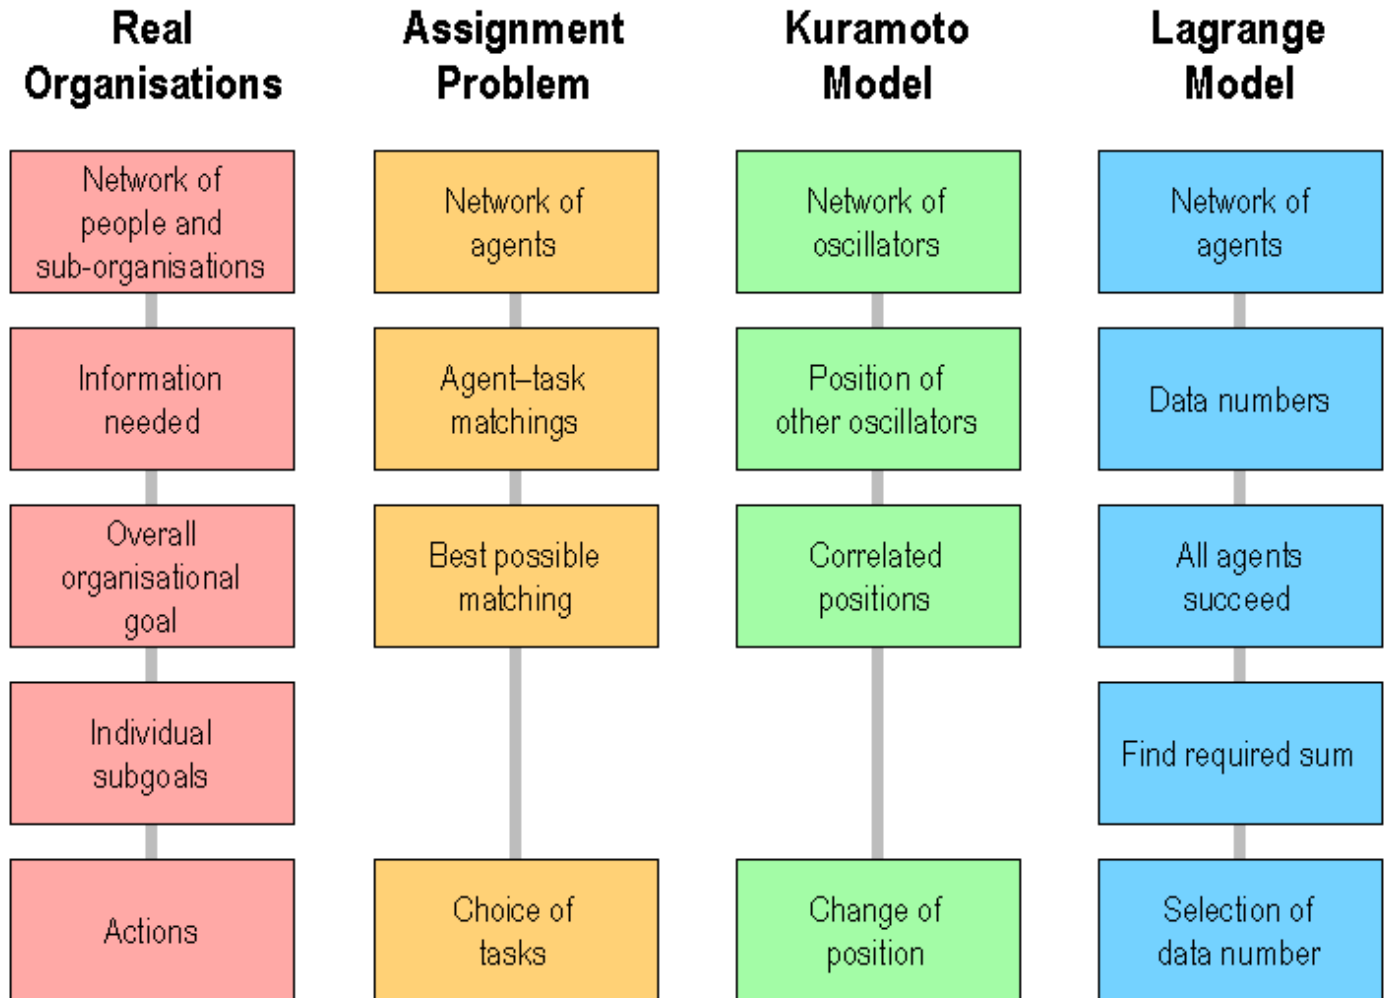 Real
Organisations
Assignment
Problem
Kuramoto
Model
Lagrange
Model
Network of
people and
sub-organisations
Network of
agents
Network of
oscillators
Network of
agents
Information
needed
Agent–task
matchings
Position of
other oscillators
Data numbers
Overall
organisational
goal
Best possible
matching
Correlated
positions
All agents
succeed
Individual
subgoals
Find required sum
Actions
Choice of
tasks
Change of
position
Selection of
data number